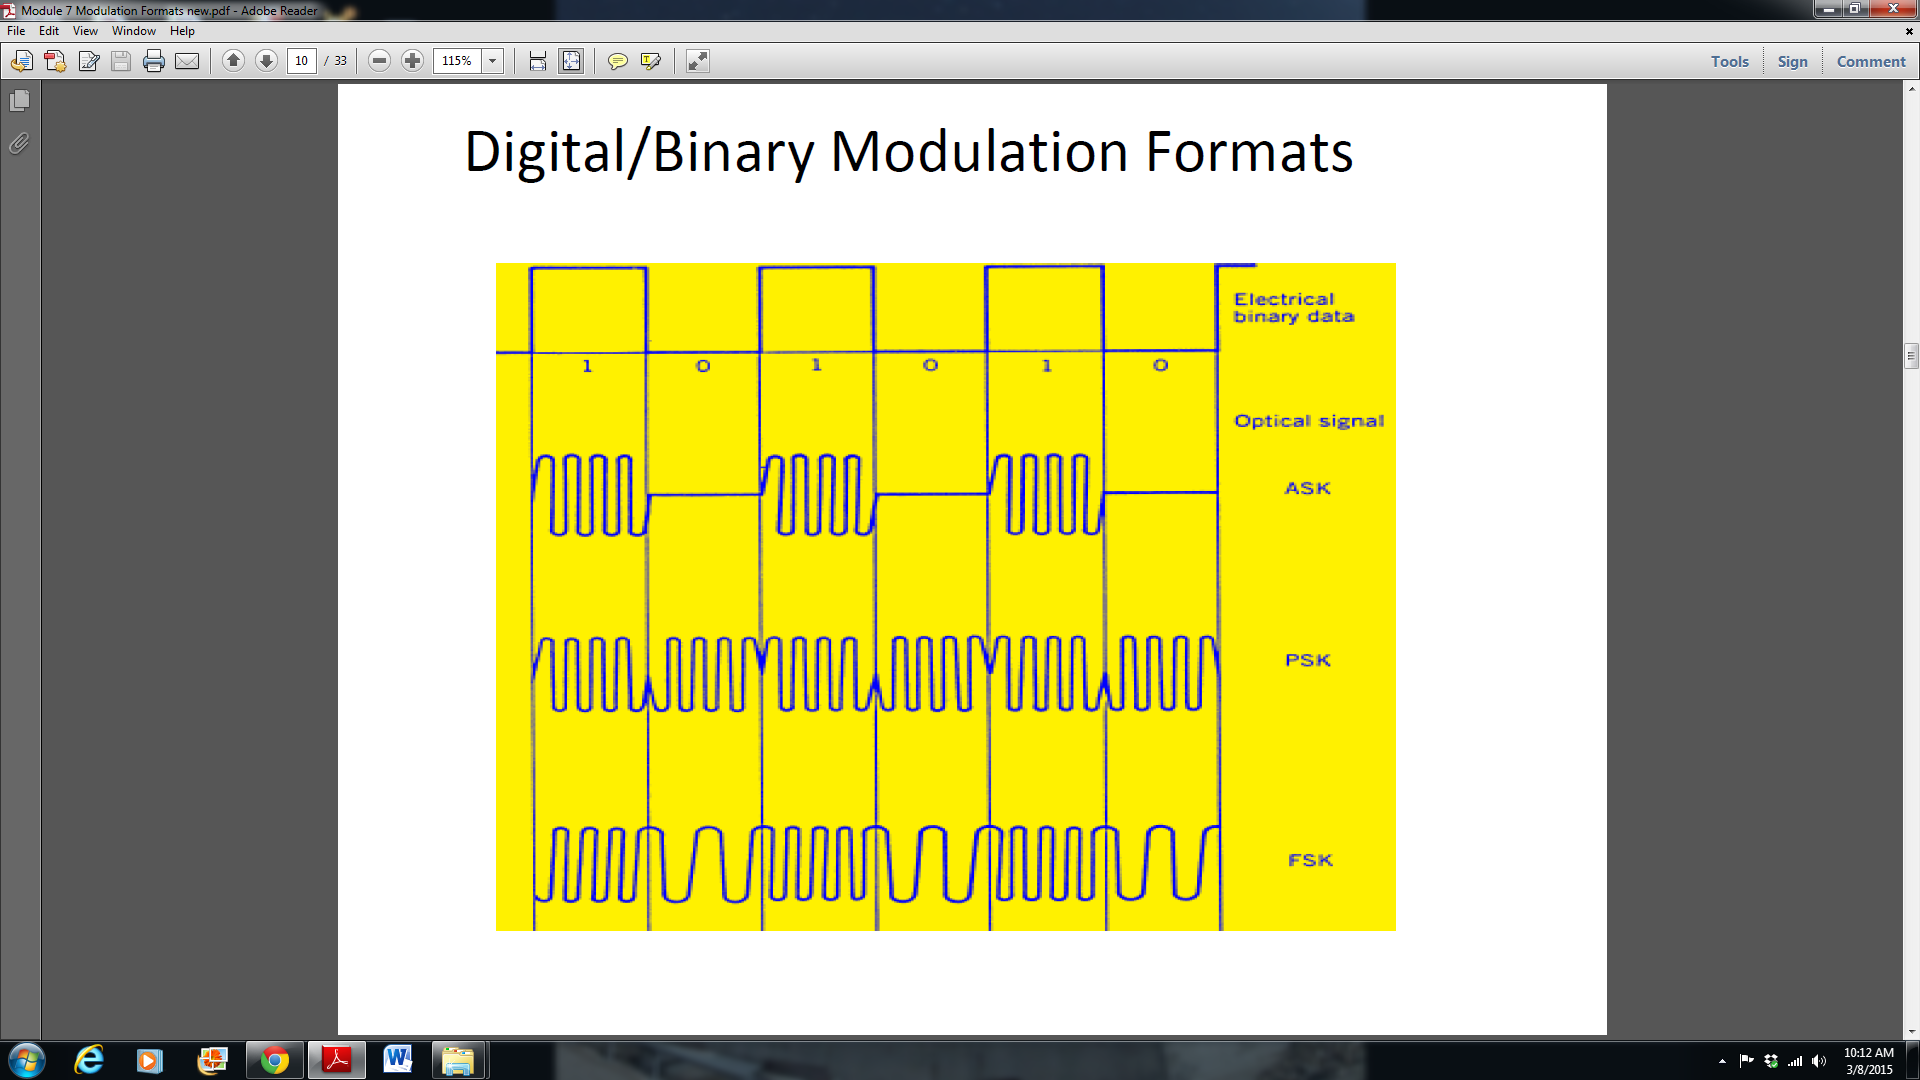 Module 7 Modulation Formats new.pdf - Adobe Reader
File Edit View Window Help
10 / 33 115% Tools Sign Comment
Digital/Binary Modulation Formats
Electrical
binary data
1 0 1 0 1 0
Optical signal
ASK
PSK
FSK
10:12 AM
3/8/2015